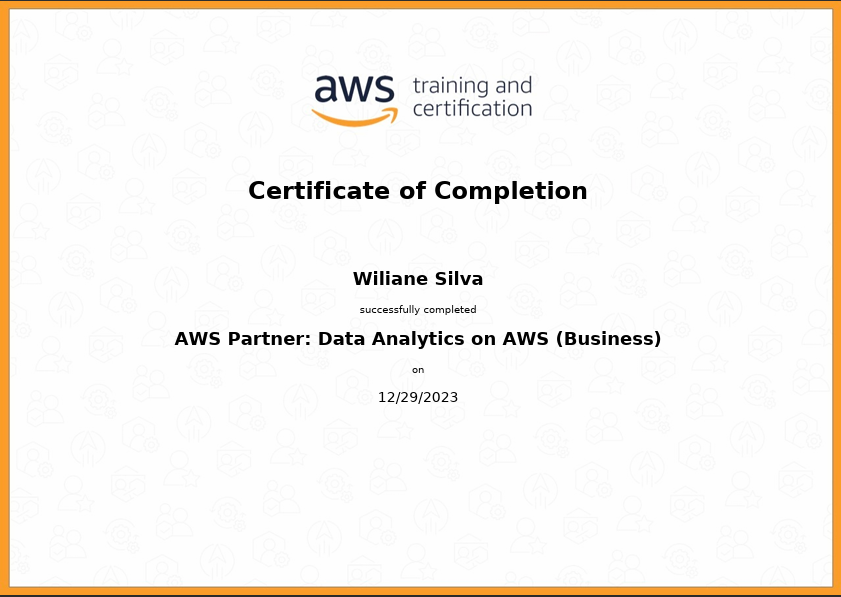 aws training and
certification
Certificate of Completion
Wiliane Silva
successfully completed
AWS Partner: Data Analytics on AWS (Business)
on
12/29/2023